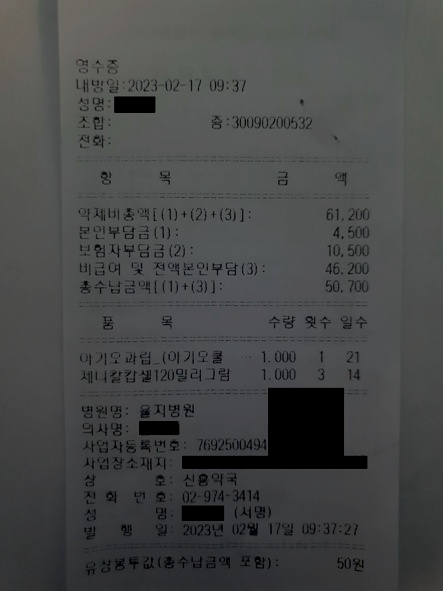 영수증
내방일:2023-02-17 09:37
성명:
조합: 증:30090200532
전화:
항 목 금 액
약제비총액[(1)+(2)+(3)]: 61,200
본인부담금(1): 4,500
보험자부담금(2): 10,500
비급여 및 전액본인부담(3): 46,200
총수납금액[(1)+(3)]: 50,700
품 목 수량 횟수 일수
아기오과립_(아기오쿨 … 1.000 1 21
제니칼캅셀120밀리그람 1.000 3 14
병원명: 을지병원
의사명:
사업자등록번호: 7692500494
사업장소재지:
상 호: 신흥약국
전 화 번 호: 02-974-3414
성 명: (서명)
발 행 일: 2023년 02월 17일 09:37:27
유상봉투값(총수납금액 포함): 50원